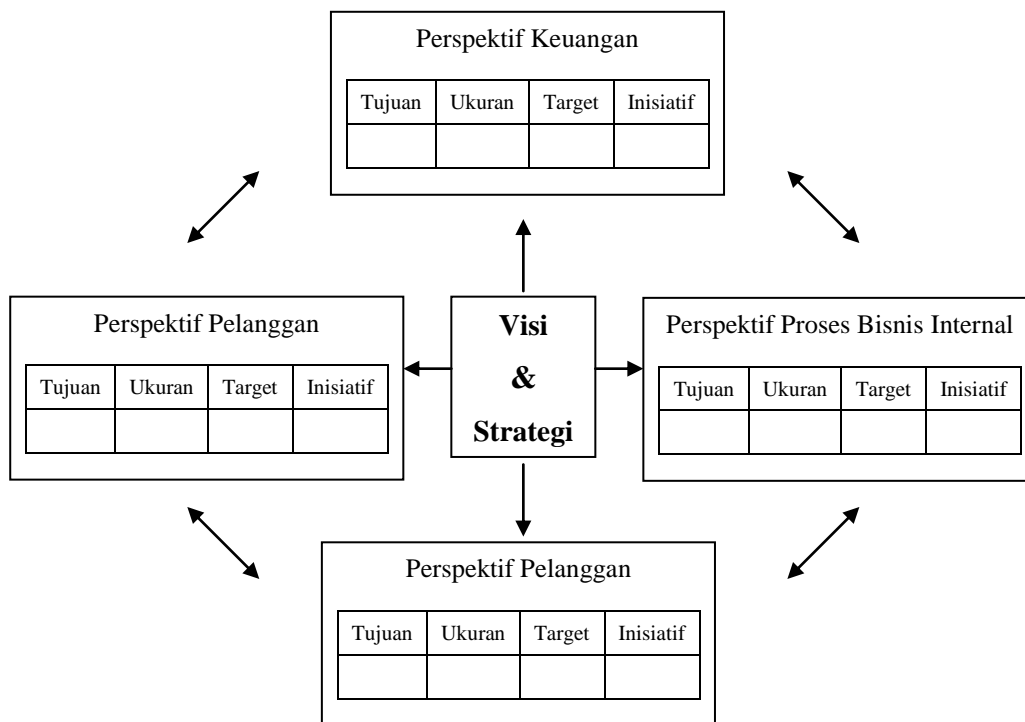 Perspektif Keuangan
Tujuan Ukuran Target Inisiatif
Perspektif Pelanggan
Tujuan Ukuran Target Inisiatif
Visi
&
Strategi
Perspektif Proses Bisnis Internal
Tujuan Ukuran Target Inisiatif
Perspektif Pelanggan
Tujuan Ukuran Target Inisiatif